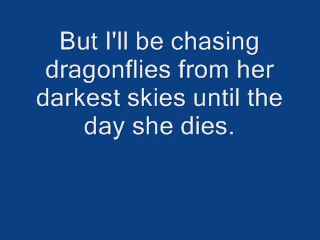 But I'll be chasing
dragonflies from her
darkest skies until the
day she dies.